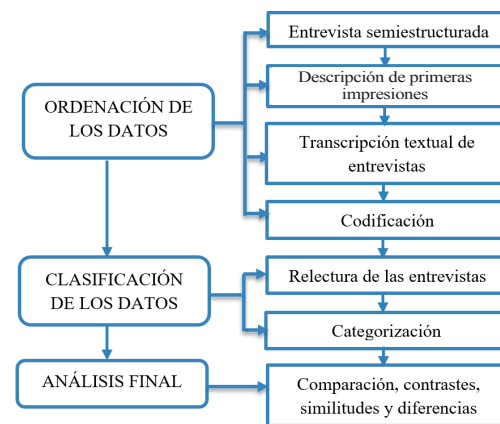 Entrevista semiestructurada
Descripción de primeras
impresiones
ORDENACIÓN DE
LOS DATOS
Transcripción textual de
entrevistas
Codificación
CLASIFICACIÓN
DE LOS DATOS
Relectura de las entrevistas
Categorización
ANÁLISIS FINAL
Comparación, contrastes,
similitudes y diferencias